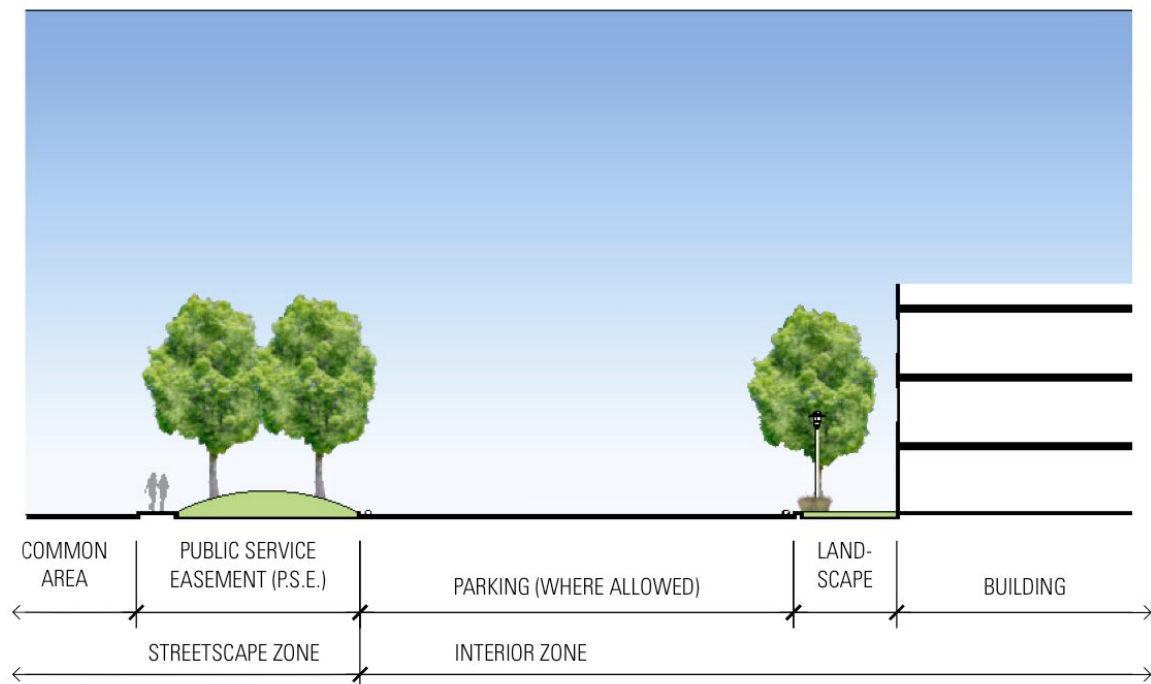 COMMON
AREA
PUBLIC SERVICE
EASEMENT (P.S.E.)
PARKING (WHERE ALLOWED)
LAND-
SCAPE
BUILDING
STREETSCAPE ZONE
INTERIOR ZONE